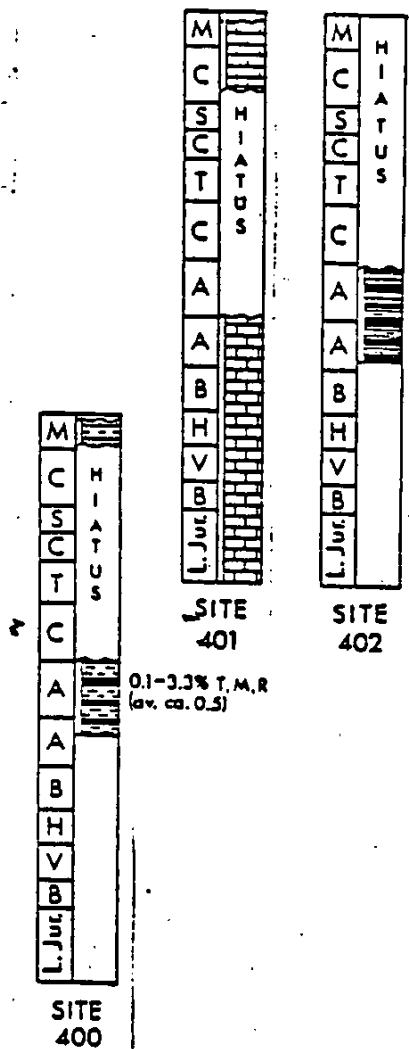 M
C
S
C
T
C
A
A
B
H
V
B
L. Jur.
HIATUS
SITE
401
M
C
S
C
T
C
A
A
B
H
V
B
L. Jur.
HIATUS
SITE
402
M
C
S
C
T
C
A
A
B
H
V
B
L. Jur.
HIATUS
0.1-3.3% T, M, R
(av. ca. 0.5)
SITE
400